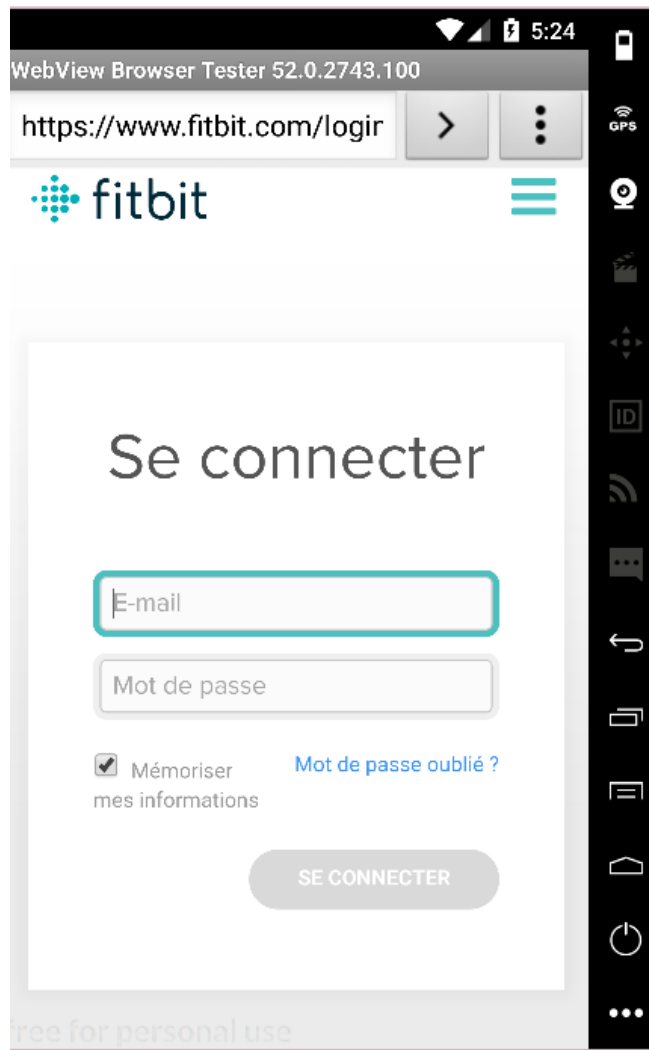 5:24
WebView Browser Tester 52.0.2743.100
https://www.fitbit.com/login
GPS
fitbit
Se connecter
ID
E-mail
Mot de passe
Mémoriser
mes informations
Mot de passe oublié ?
SE CONNECTER
free for personal use